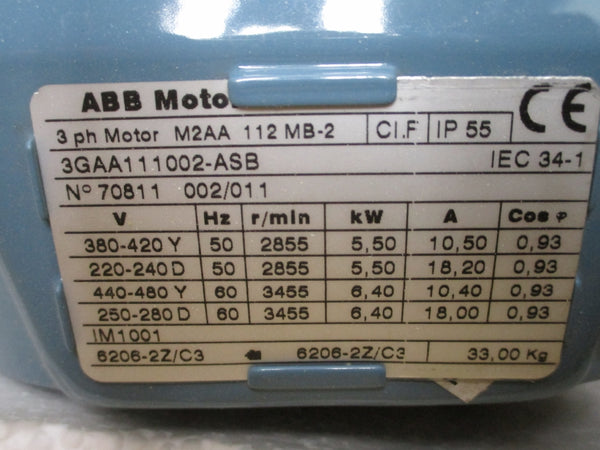 ABB Moto
3 ph Motor M2AA 112 MB-2 Cl.F IP 55 CE
3GAA111002-ASB IEC 34-1
Nº 70811 002/011
V Hz r/min kW A Cos φ
380-420 Y 50 2855 5,50 10,50 0,93
220-240 D 50 2855 5,50 18,20 0,93
440-480 Y 60 3455 6,40 10,40 0,93
250-280 D 60 3455 6,40 18,00 0,93
IM1001
6206-2Z/C3 6206-2Z/C3 33,00 Kg